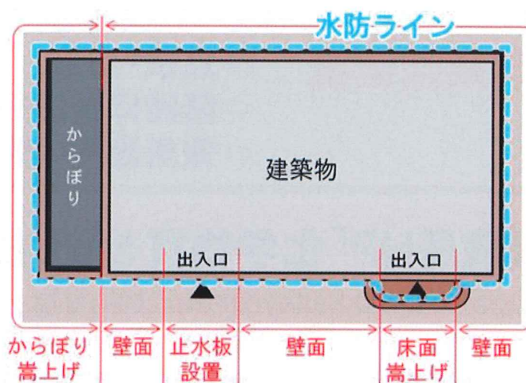 水防ライン
からぼり
建築物
出入口
出入口
からぼり
嵩上げ
壁面
止水板
設置
壁面
床面
嵩上げ
壁面